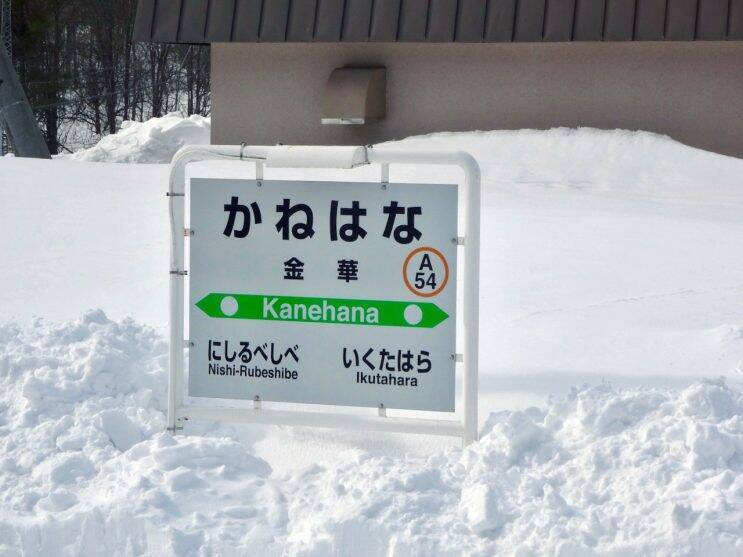 かねはな
金華
A
54
Kanehana
にしるべしべ
Nishi-Rubeshibe
いくたはら
Ikutahara